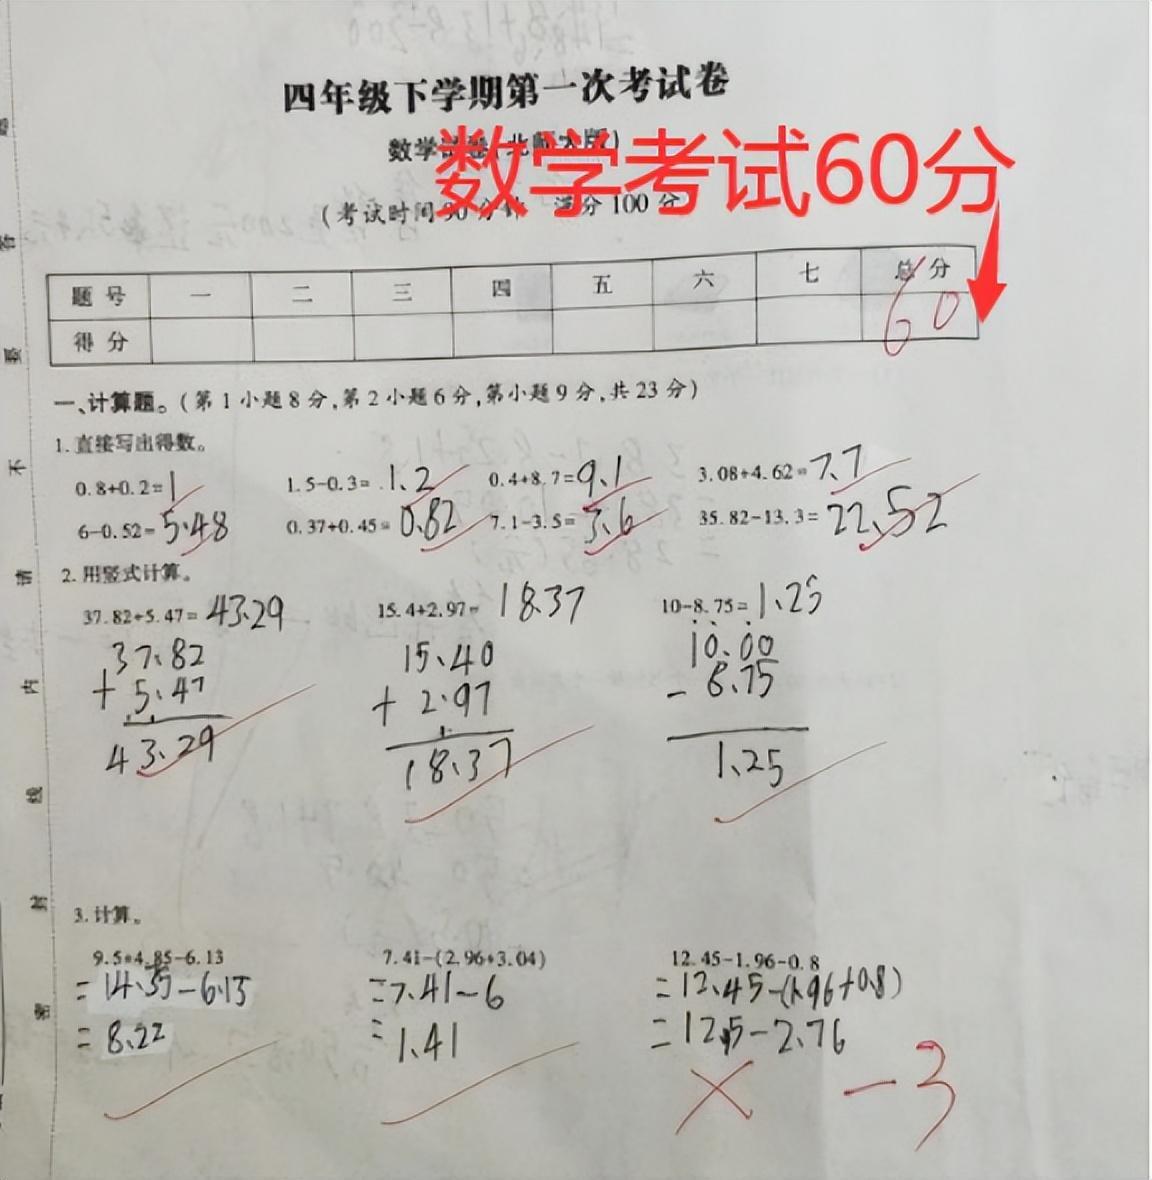 四年级下学期第一次考试卷
数学试卷(北师大版)
数学考试60分
(考试时间90分钟 满分100分)
题号 一 二 三 四 五 六 七 总分
得分 60
一、计算题。(第1小题8分,第2小题6分,第小题9分,共23分)
1.直接写出得数。
0.8+0.2=1 1.5-0.3=1.2 0.4+8.7=9.1 3.08+4.62=7.7
6-0.52=5.48 0.37+0.45=0.82 7.1-3.5=3.6 35.82-13.3=22.52
2.用竖式计算。
37.82+5.47=43.29 15.4+2.97=18.37 10-8.75=1.25
37.82 15.40 10.00
+ 5.47 + 2.97 - 8.75
43.29 18.37 1.25
3.计算。
9.5+4.85-6.13 7.41-(2.96+3.04) 12.45-1.96-0.8
=14.35-6.13 =7.41-6 =12.45-(1.96+0.8)
=8.22 =1.41 =12.5-2.76
-3
答
要
不
请
内
线
封
密